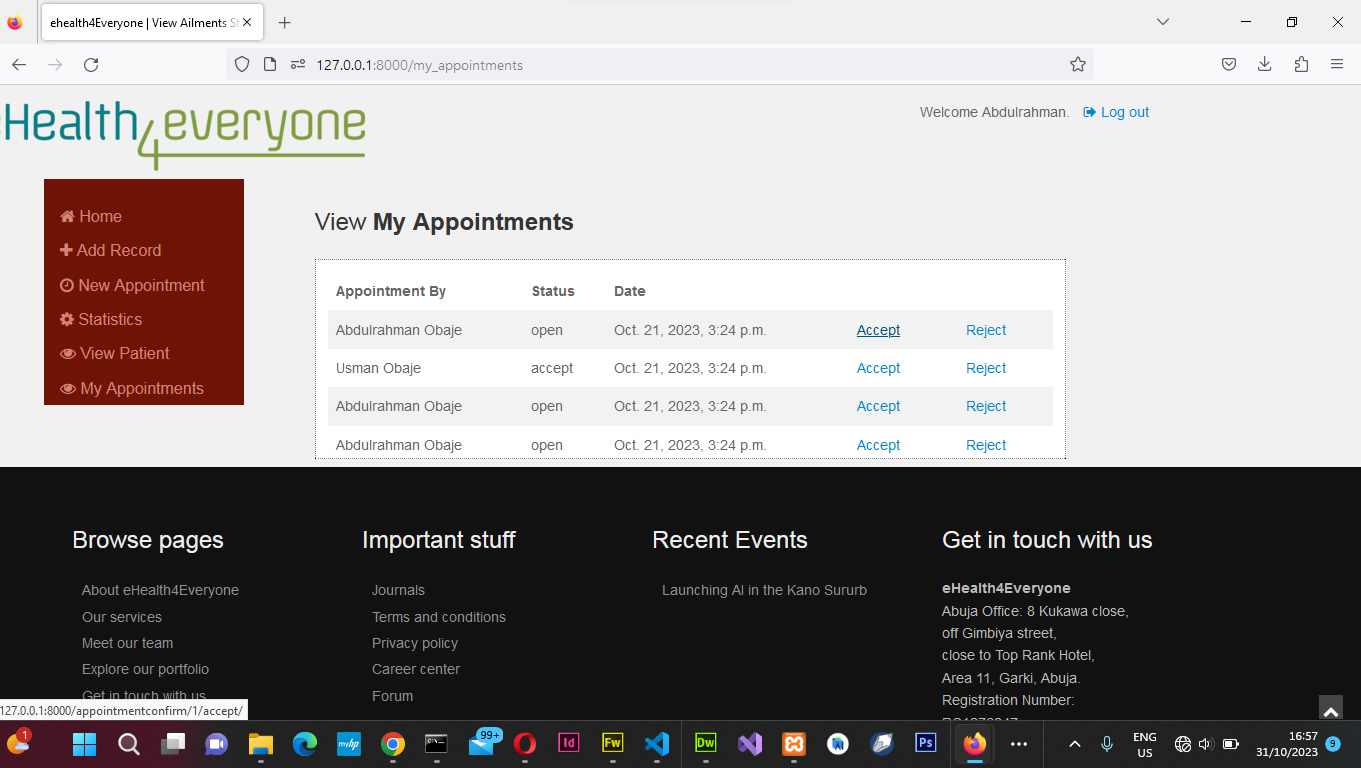 ehealth4Everyone | View Ailments S
127.0.0.1:8000/my_appointments
eHealth4everyone
Welcome Abdulrahman. Log out
Home
Add Record
New Appointment
Statistics
View Patient
My Appointments
View My Appointments
Appointment By Status Date
Abdulrahman Obaje open Oct. 21, 2023, 3:24 p.m. Accept Reject
Usman Obaje accept Oct. 21, 2023, 3:24 p.m. Accept Reject
Abdulrahman Obaje open Oct. 21, 2023, 3:24 p.m. Accept Reject
Abdulrahman Obaje open Oct. 21, 2023, 3:24 p.m. Accept Reject
Browse pages
About eHealth4Everyone
Our services
Meet our team
Explore our portfolio
Get in touch with us
Important stuff
Journals
Terms and conditions
Privacy policy
Career center
Forum
Recent Events
Launching AI in the Kano Sururb
Get in touch with us
eHealth4Everyone
Abuja Office: 8 Kukawa close,
off Gimbiya street,
close to Top Rank Hotel,
Area 11, Garki, Abuja.
Registration Number:
127.0.0.1:8000/appointmentconfirm/1/accept/
1
myhp
99+
Id
Fw
Dw
Ps
ENG
US
16:57
31/10/2023
9